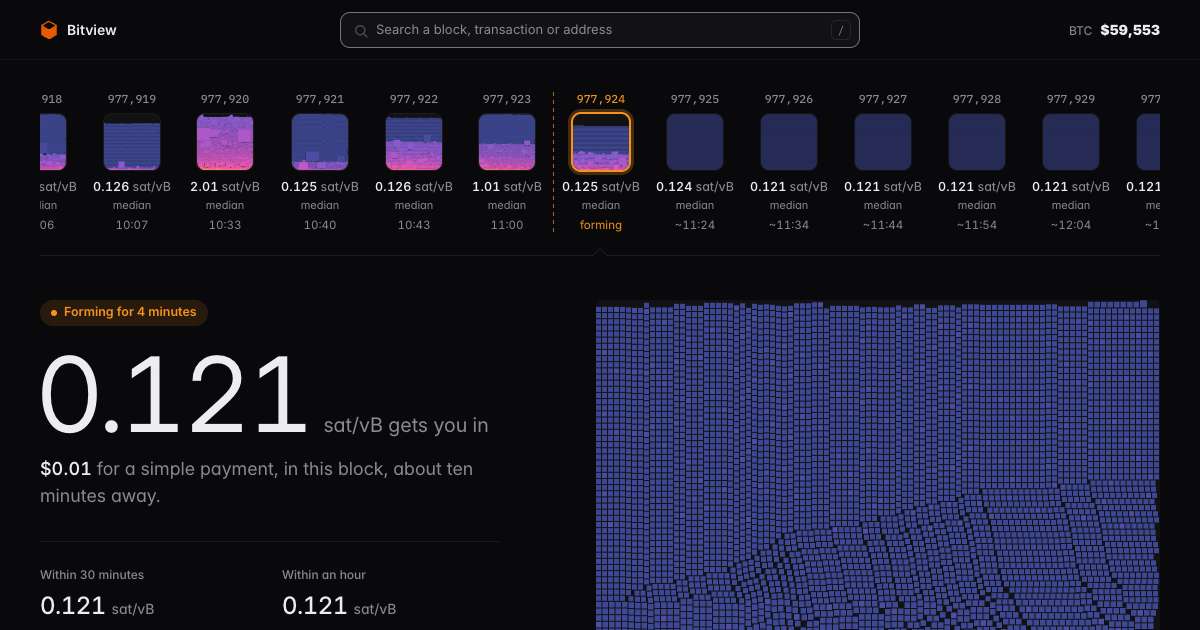 Bitview
Search a block, transaction or address
/
BTC $59,553
918 977,919 977,920 977,921 977,922 977,923 977,924 977,925 977,926 977,927 977,928 977,929 977
sat/vB 0.126 sat/vB 2.01 sat/vB 0.125 sat/vB 0.126 sat/vB 1.01 sat/vB 0.125 sat/vB 0.124 sat/vB 0.121 sat/vB 0.121 sat/vB 0.121 sat/vB 0.121 sat/vB 0.121
lian median median median median median median median median median median median me
06 10:07 10:33 10:40 10:43 11:00 forming ~11:24 ~11:34 ~11:44 ~11:54 ~12:04 ~1
Forming for 4 minutes
0.121 sat/vB gets you in
$0.01 for a simple payment, in this block, about ten
minutes away.
Within 30 minutes Within an hour
0.121 sat/vB 0.121 sat/vB